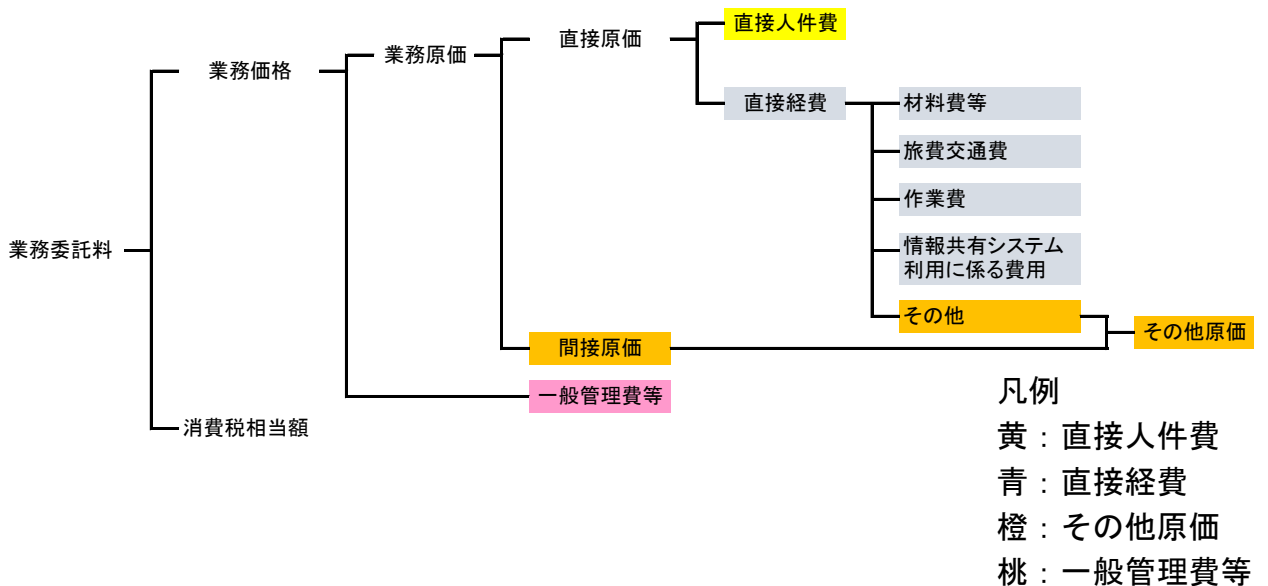 業務委託料
業務価格
消費税相当額
業務原価
直接原価
間接原価
一般管理費等
直接人件費
直接経費
材料費等
旅費交通費
作業費
情報共有システム
利用に係る費用
その他
その他原価
凡例
黄：直接人件費
青：直接経費
橙：その他原価
桃：一般管理費等